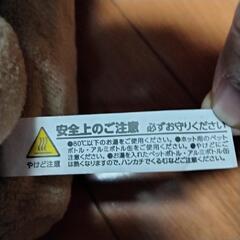 安全上のご注意 必ずお守りください
●80℃以下のお湯をご使用ください。●ホット用のペット
ボトル・アルミボトル缶をご使用ください。●やけどにご
注意ください。●お湯を入れたペットボトル・アルミボトル缶
は熱くなりますので、ハンカチでくるむなどご注意ください。
やけど注意